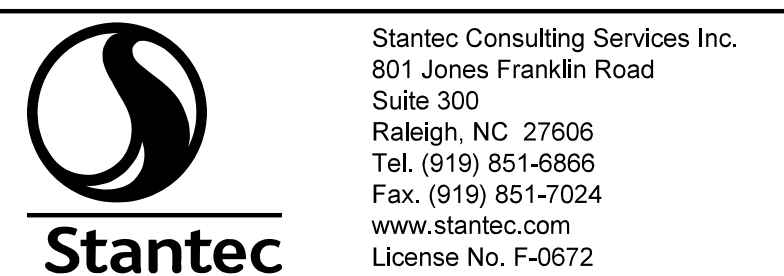 Stantec Consulting Services Inc.
801 Jones Franklin Road
Suite 300
Raleigh, NC 27606
Tel. (919) 851-6866
Fax. (919) 851-7024
www.stantec.com
License No. F-0672
Stantec